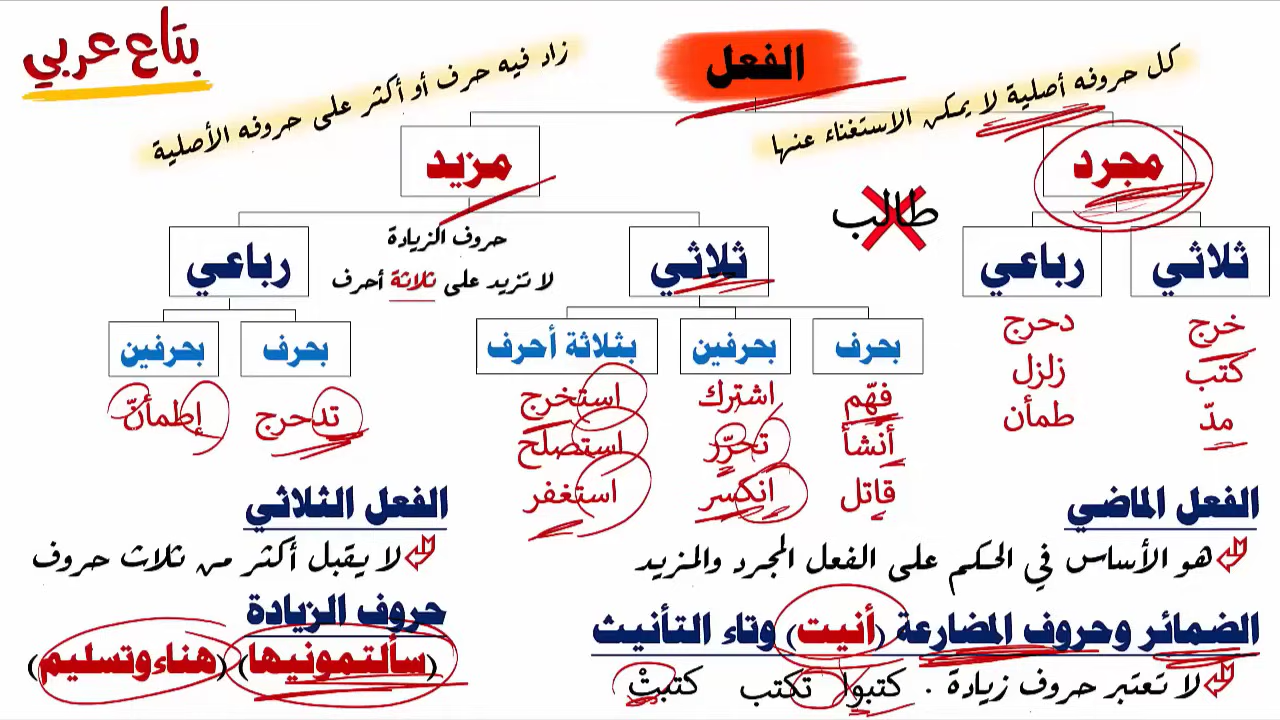 بتاع عربي
الفعل
كل حروفه أصلية لا يمكن الاستغناء عنها
زاد فيه حرف أو أكثر على حروفه الأصلية
مجرد
مزيد
طالب
ثلاثي
رباعي
خرج
كتب
مدّ
دحرج
زلزل
طمأن
حروف الزيادة
لا تزيد على ثلاثة أحرف
ثلاثي
رباعي
بحرف
بحرفين
بثلاثة أحرف
فهّم
أنشأ
قاتل
اشترك
تحرّر
انكسر
استخرج
استصلح
استغفر
بحرف
بحرفين
تدحرج
إطمأنّ
الفعل الماضي
هو الأساس في الحكم على الفعل المجرد والمزيد
الضمائر وحروف المضارعة (أنيت) وتاء التأنيث
لا تعتبر حروف زيادة . كتبوا تكتب كتبتْ
الفعل الثلاثي
لا يقبل أكثر من ثلاث حروف
حروف الزيادة
(سألتمونيها) (هناء وتسليم)